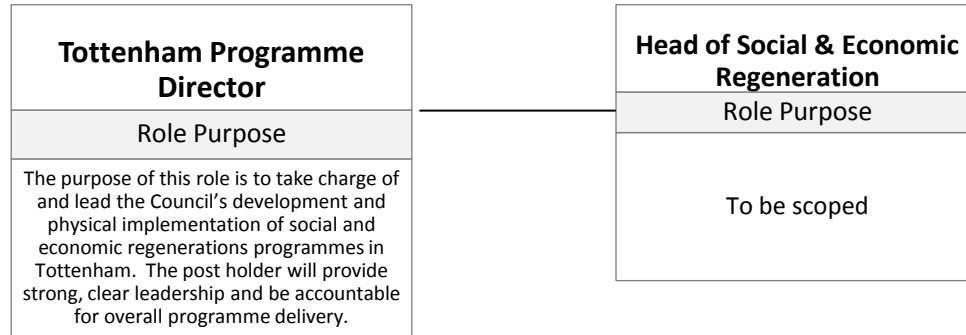 Tottenham Programme
Director
Role Purpose
The purpose of this role is to take charge of
and lead the Council's development and
physical implementation of social and
economic regenerations programmes in
Tottenham.  The post holder will provide
strong, clear leadership and be accountable
for overall programme delivery.
Head of Social & Economic
Regeneration
Role Purpose
To be scoped